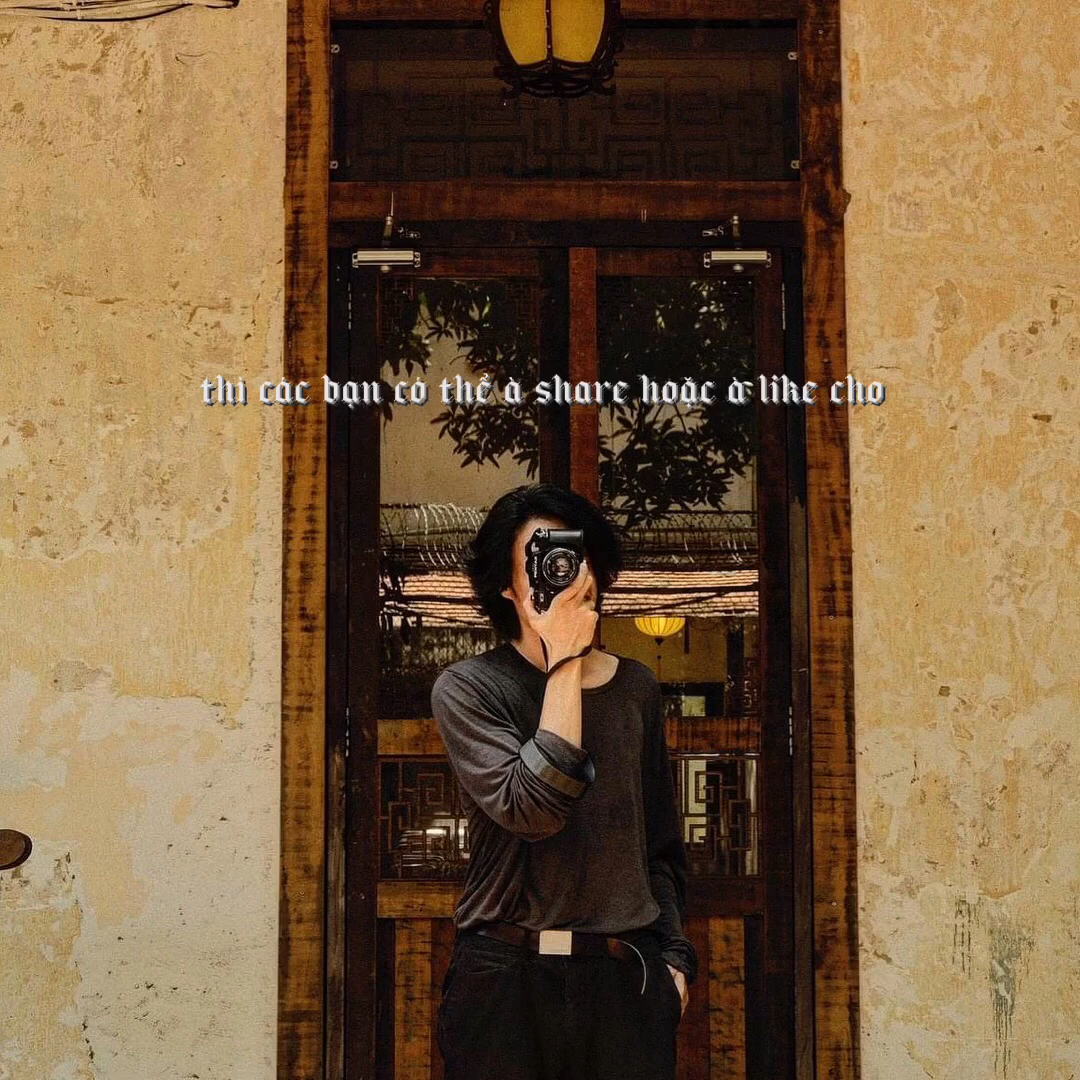 thì các bạn có thể à share hoặc ờ like cho